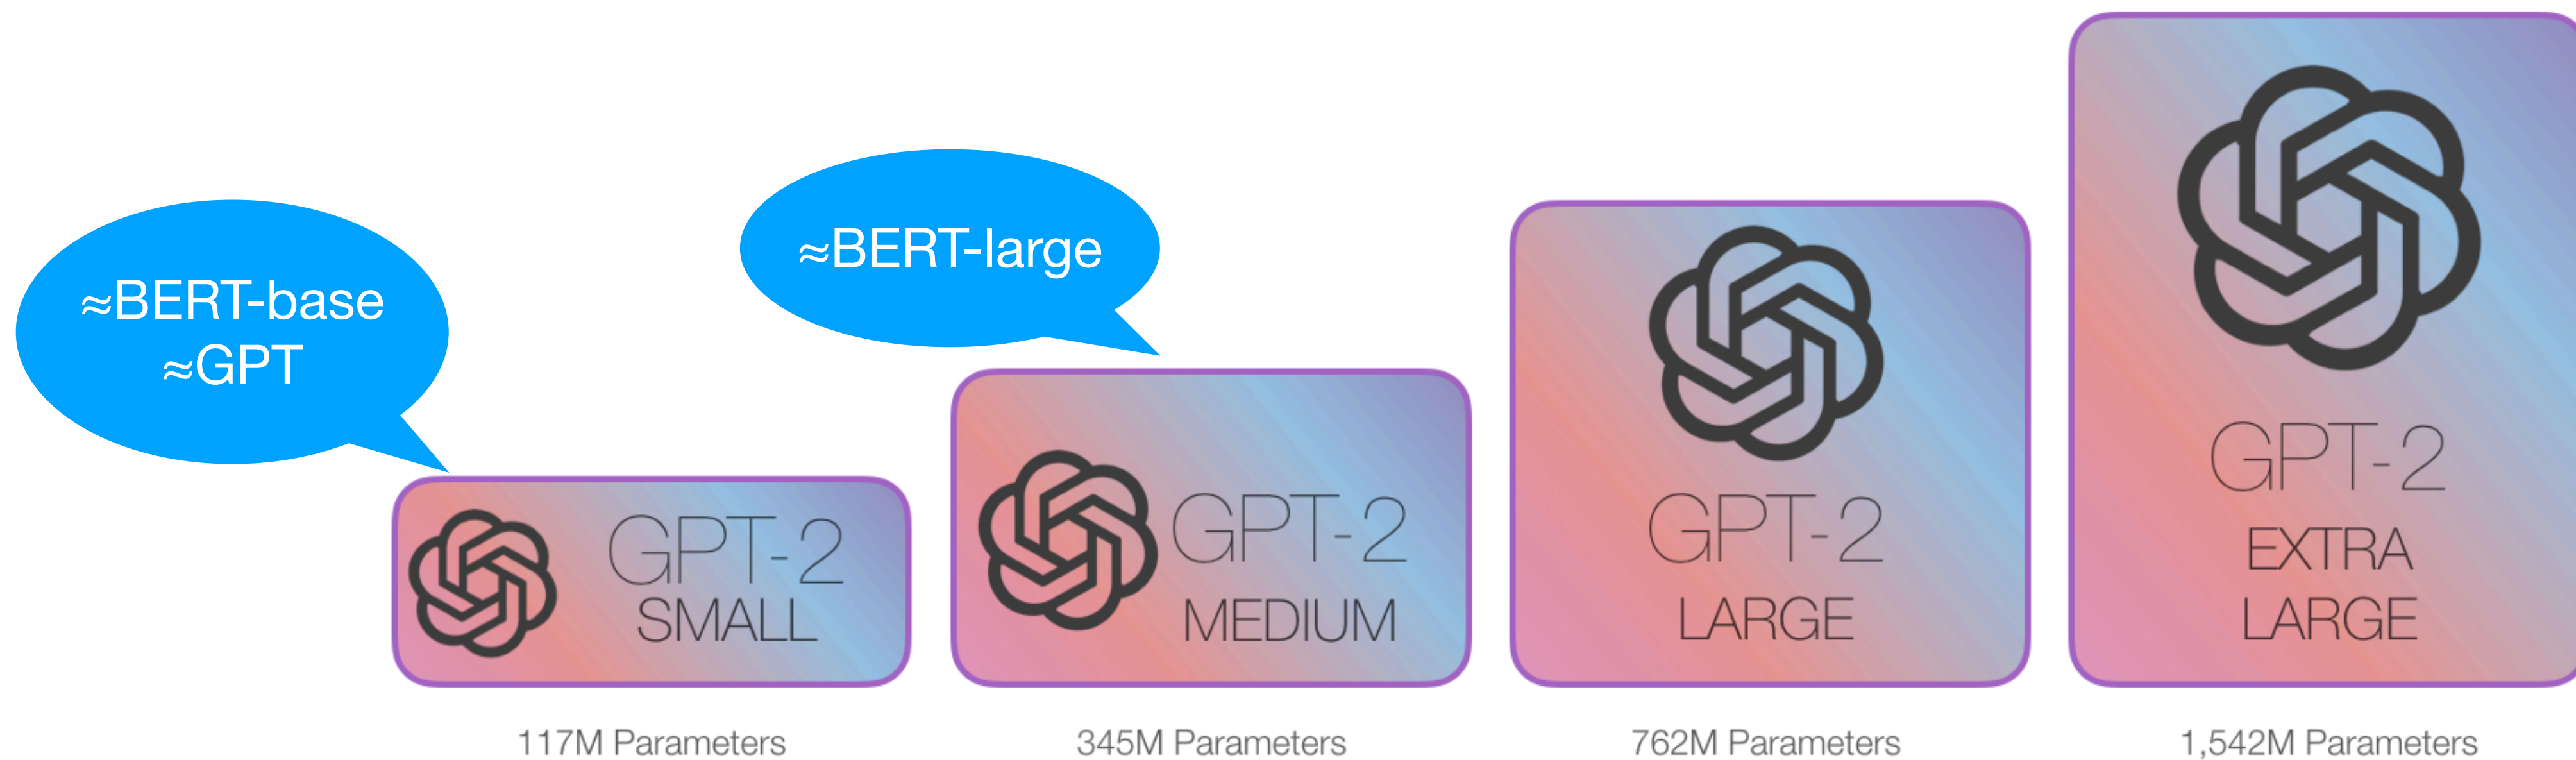 ≈BERT-base
≈GPT
≈BERT-large
GPT-2
SMALL
GPT-2
MEDIUM
GPT-2
LARGE
GPT-2
EXTRA
LARGE
117M Parameters
345M Parameters
762M Parameters
1,542M Parameters